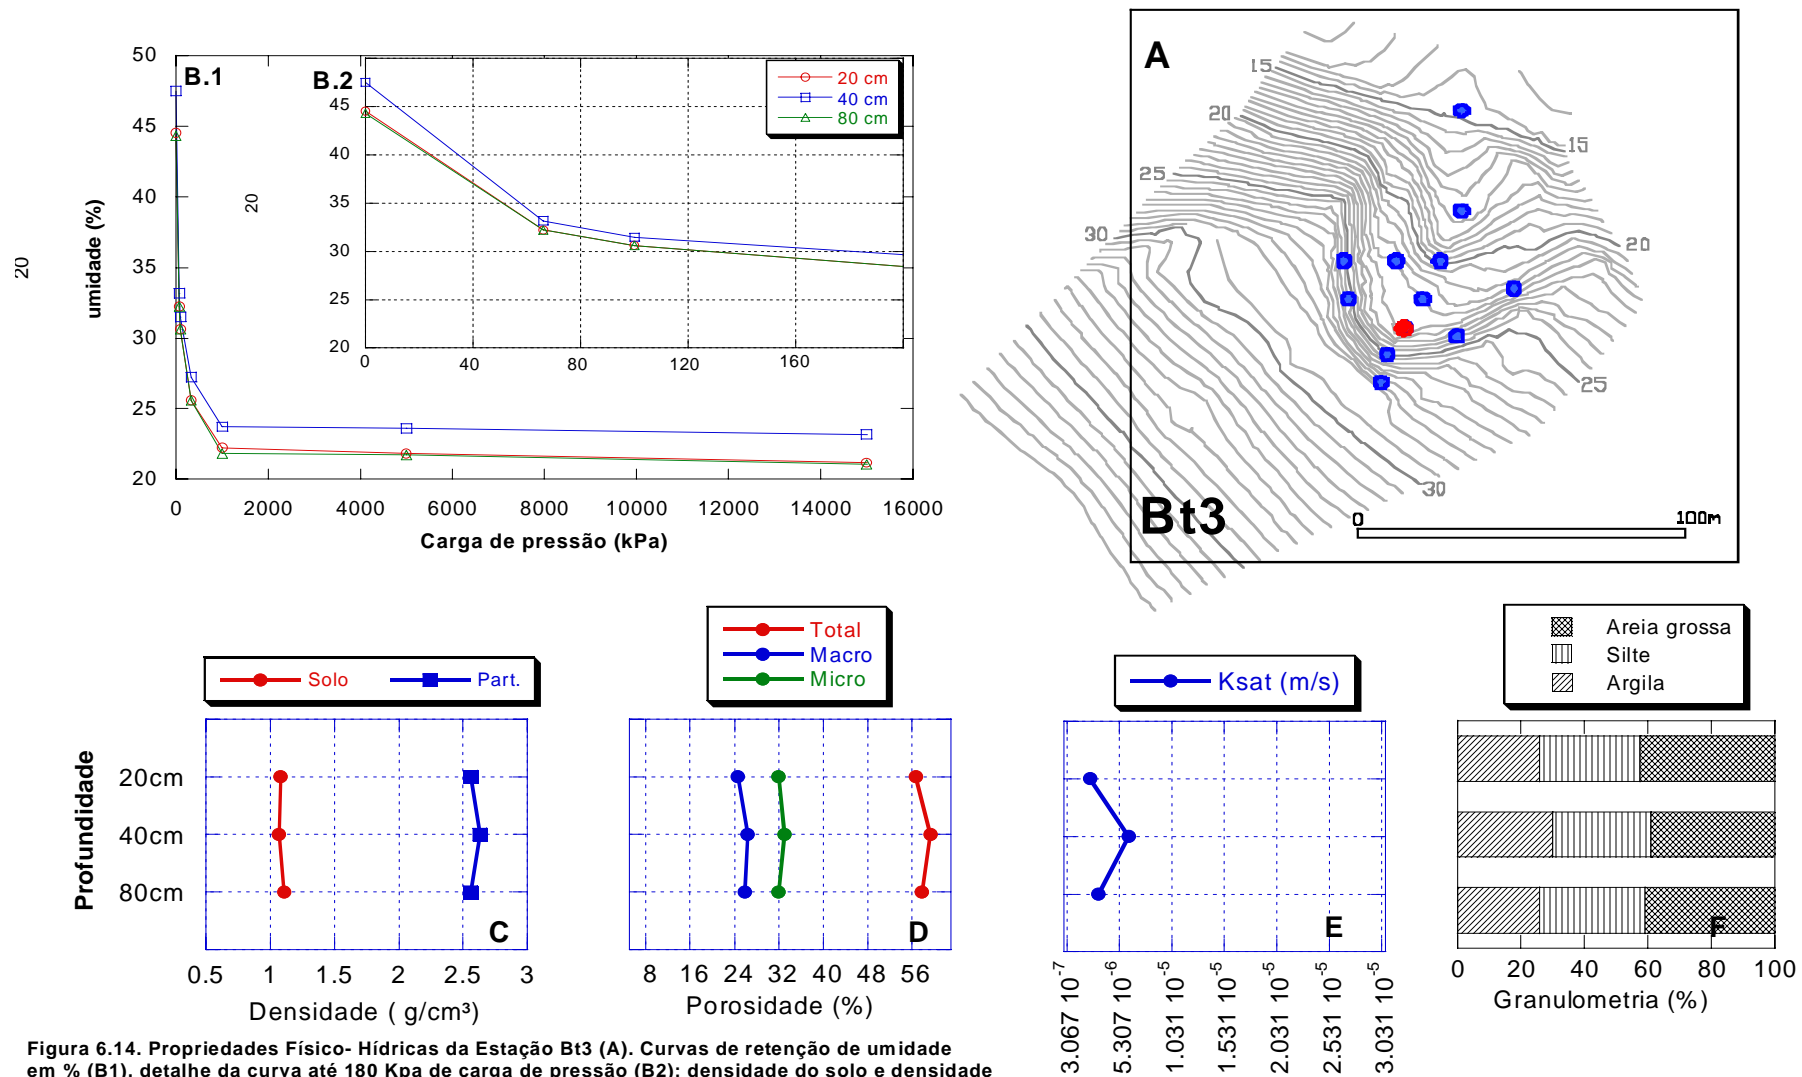 B.1
50
45
40
35
30
25
20
umidade (%)
20
20
0
2000
4000
6000
8000
10000
12000
14000
16000
Carga de pressão (kPa)
B.2
45
40
35
30
25
20
0
40
80
120
160
20 cm
40 cm
80 cm
A
15
20
25
30
15
20
25
30
Bt3
0
100m
Solo
Part.
Profundidade
20cm
40cm
80cm
C
0.5
1
1.5
2
2.5
3
Densidade ( g/cm³)
Total
Macro
Micro
D
8
16
24
32
40
48
56
Porosidade (%)
Ksat (m/s)
E
3.067 10⁻⁷
5.307 10⁻⁶
1.031 10⁻⁵
1.531 10⁻⁵
2.031 10⁻⁵
2.531 10⁻⁵
3.031 10⁻⁵
Areia grossa
Silte
Argila
F
0
20
40
60
80
100
Granulometria (%)
Figura 6.14. Propriedades Físico- Hídricas da Estação Bt3 (A). Curvas de retenção de umidade
em % (B1), detalhe da curva até 180 Kpa de carga de pressão (B2); densidade do solo e densidade